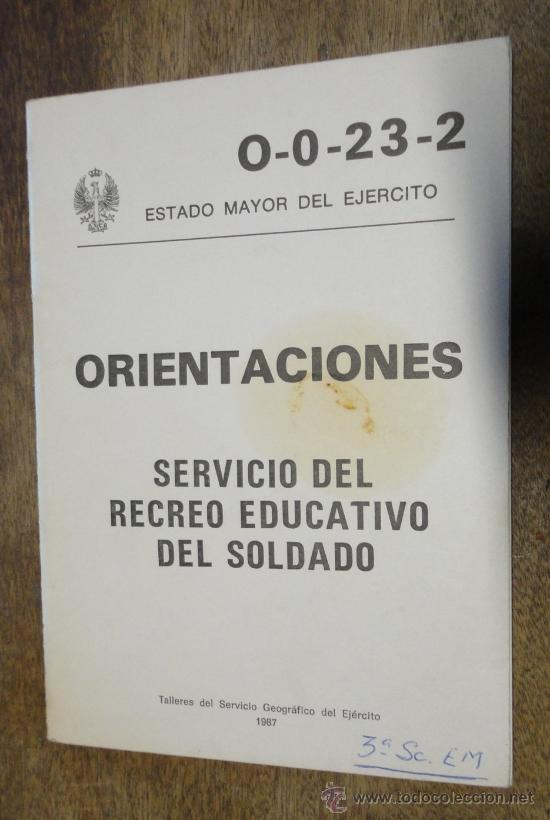 O-0-23-2
ESTADO MAYOR DEL EJERCITO
ORIENTACIONES
SERVICIO DEL
RECREO EDUCATIVO
DEL SOLDADO
Talleres del Servicio Geográfico del Ejército
1987
3ª Sc. EM
© www.todocoleccion.net